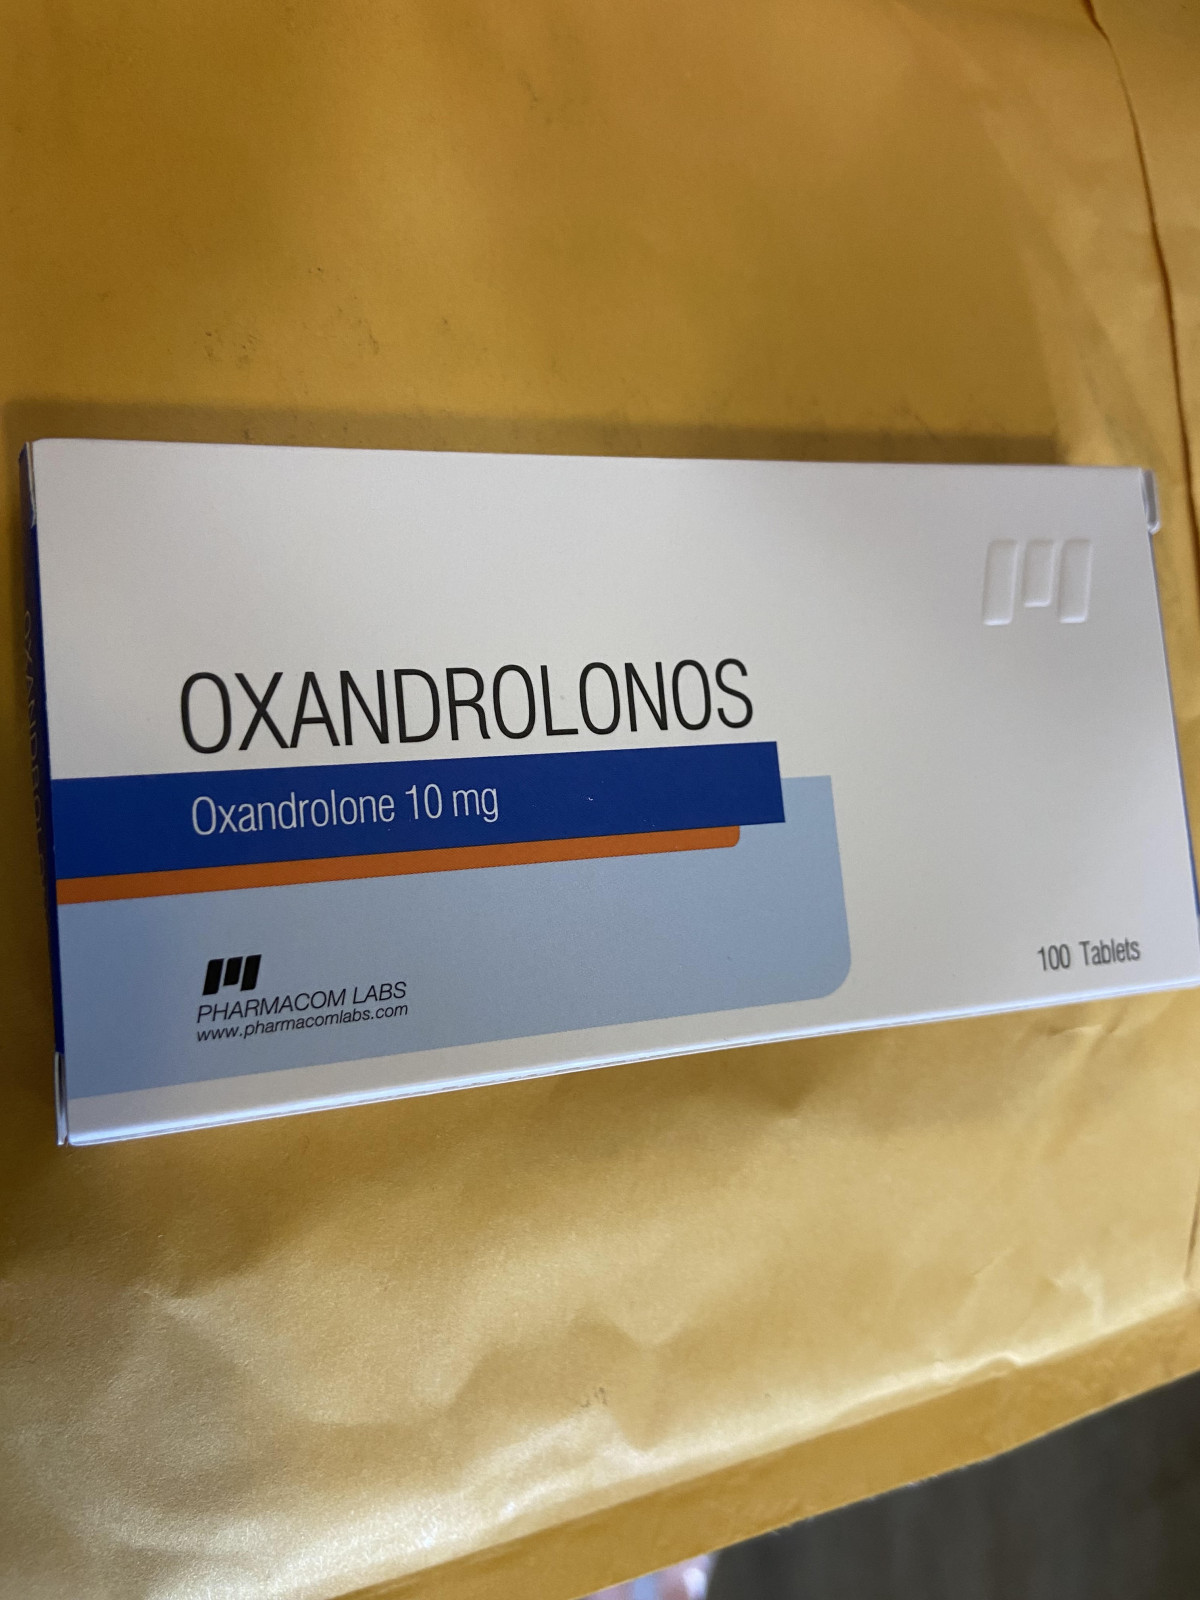 OXANDROLONOS
Oxandrolone 10 mg
PHARMACOM LABS
www.pharmacomlabs.com
100 Tablets